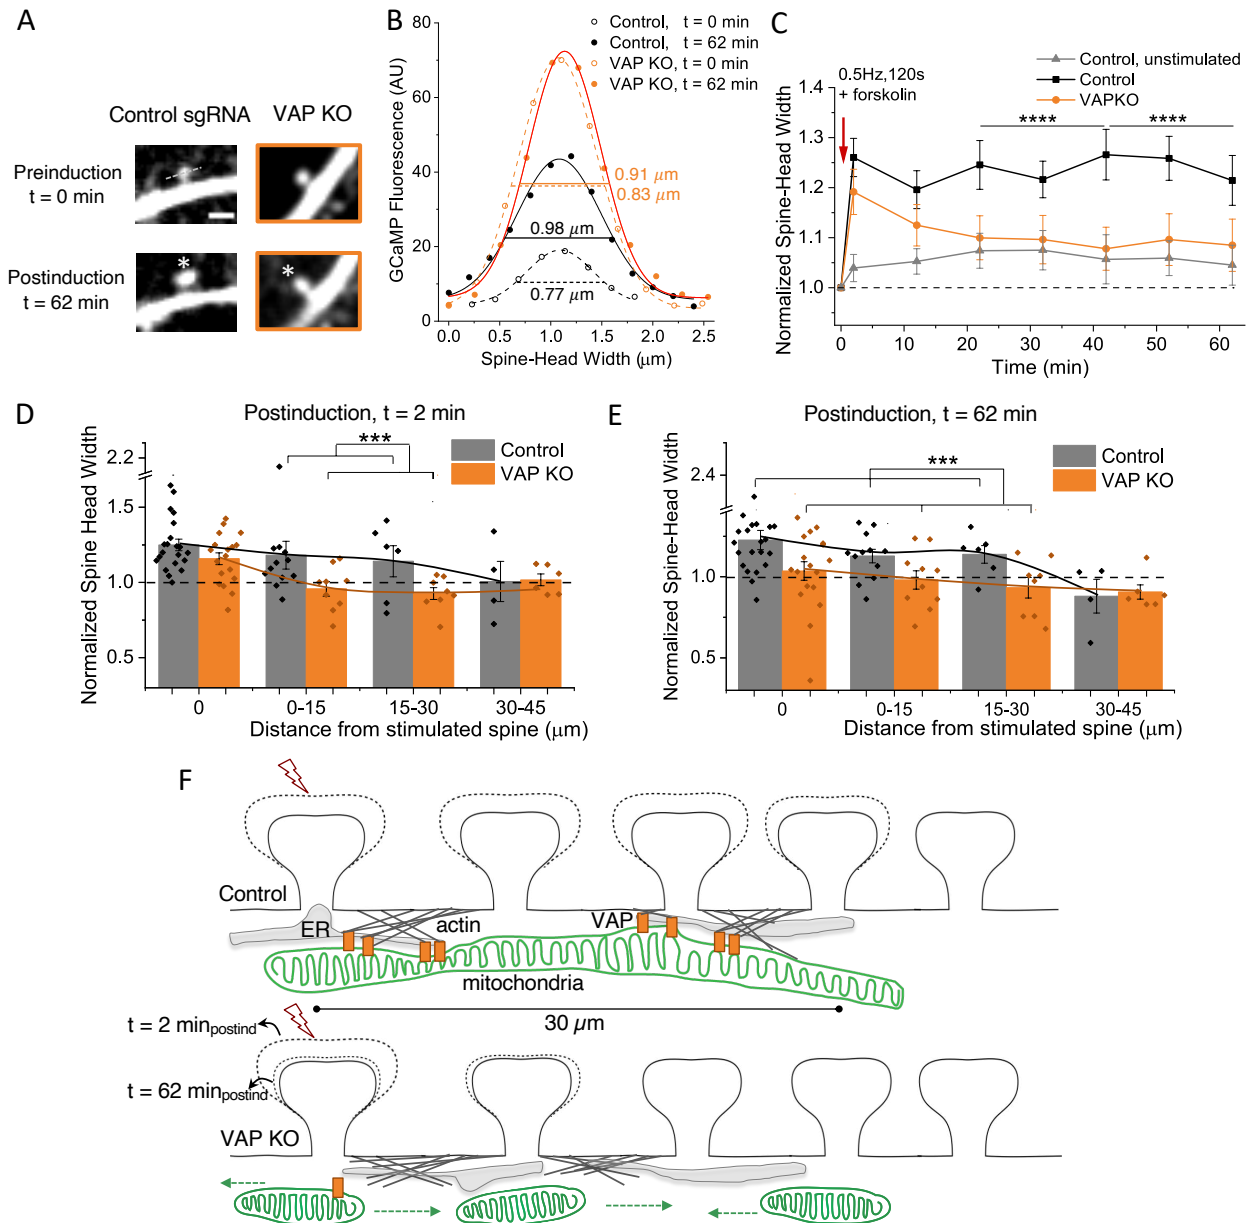 A
Control sgRNA
VAP KO
Preinduction
t = 0 min
Postinduction
t = 62 min
*
*
B
GCaMP Fluorescence (AU)
80
60
40
20
0
0.0
0.5
1.0
1.5
2.0
2.5
Spine-Head Width (μm)
Control, t = 0 min
Control, t = 62 min
VAP KO, t = 0 min
VAP KO, t = 62 min
0.91 μm
0.83 μm
0.98 μm
0.77 μm
C
Normalized Spine-Head Width
1.4
1.3
1.2
1.1
1.0
0
10
20
30
40
50
60
Time (min)
0.5Hz,120s
+ forskolin
Control, unstimulated
Control
VAPKO
****
****
D
Postinduction, t = 2 min
Normalized Spine Head Width
2.2
1.5
1.0
0.5
***
Control
VAP KO
0
0-15
15-30
30-45
Distance from stimulated spine (μm)
E
Postinduction, t = 62 min
Normalized Spine-Head Width
2.4
1.0
0.5
***
Control
VAP KO
0
0-15
15-30
30-45
Distance from stimulated spine (μm)
F
Control
ER
actin
VAP
mitochondria
30 μm
t = 2 min postind
t = 62 min postind
VAP KO